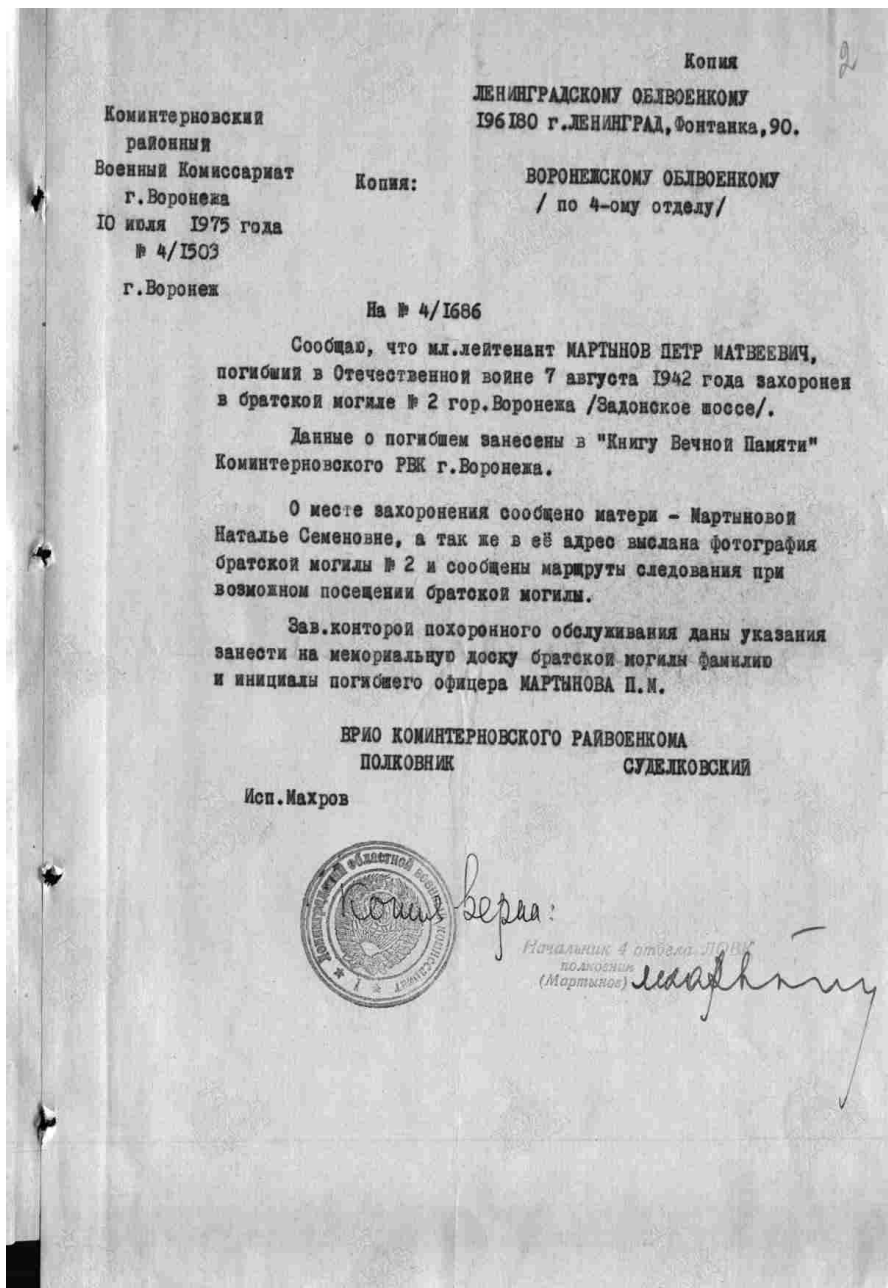 Копия
2
ЛЕНИНГРАДСКОМУ ОБЛВОЕНКОМУ
196180 г.ЛЕНИНГРАД,Фонтанка,90.
Коминтерновский
районный
Военный Комиссариат
г.Воронежа
10 июля 1975 года
№ 4/1503
г.Воронеж
Копия:
ВОРОНЕЖСКОМУ ОБЛВОЕНКОМУ
/ по 4-ому отделу/
На № 4/1686
Сообщаю, что мл.лейтенант МАРТЫНОВ ПЕТР МАТВЕЕВИЧ,
погибший в Отечественной войне 7 августа 1942 года захоронен
в братской могиле № 2 гор.Воронежа /Задонское шоссе/.
Данные о погибшем занесены в "Книгу Вечной Памяти"
Коминтерновского РВК г.Воронежа.
О месте захоронения сообщено матери - Мартыновой
Наталье Семеновне, а так же в её адрес выслана фотография
братской могилы № 2 и сообщены маршруты следования при
возможном посещении братской могилы.
Зав.конторой похоронного обслуживания даны указания
занести на мемориальную доску братской могилы фамилию
и инициалы погибшего офицера МАРТЫНОВА П.М.
ВРИО КОМИНТЕРНОВСКОГО РАЙВОЕНКОМА
ПОЛКОВНИК СУДЕЛКОВСКИЙ
Исп.Махров
Ленинградский областной военный комиссариат
Копия верна:
Начальник 4 отдела ЛОВК
полковник
(Мартынов)